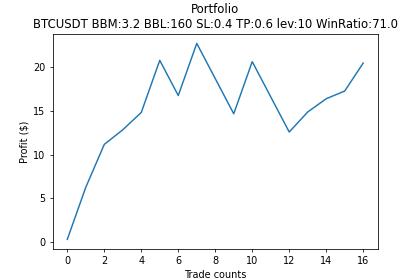 Portfolio
BTCUSDT BBM:3.2 BBL:160 SL:0.4 TP:0.6 lev:10 WinRatio:71.0
20
15
10
5
0
Profit ($)
0 2 4 6 8 10 12 14 16
Trade counts